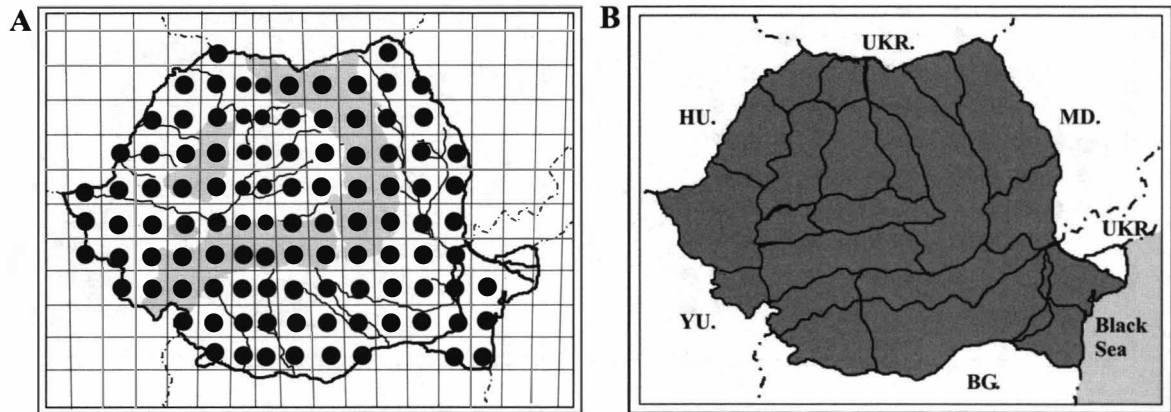 A
B
UKR.
HU.
MD.
UKR.
YU.
Black
Sea
BG.